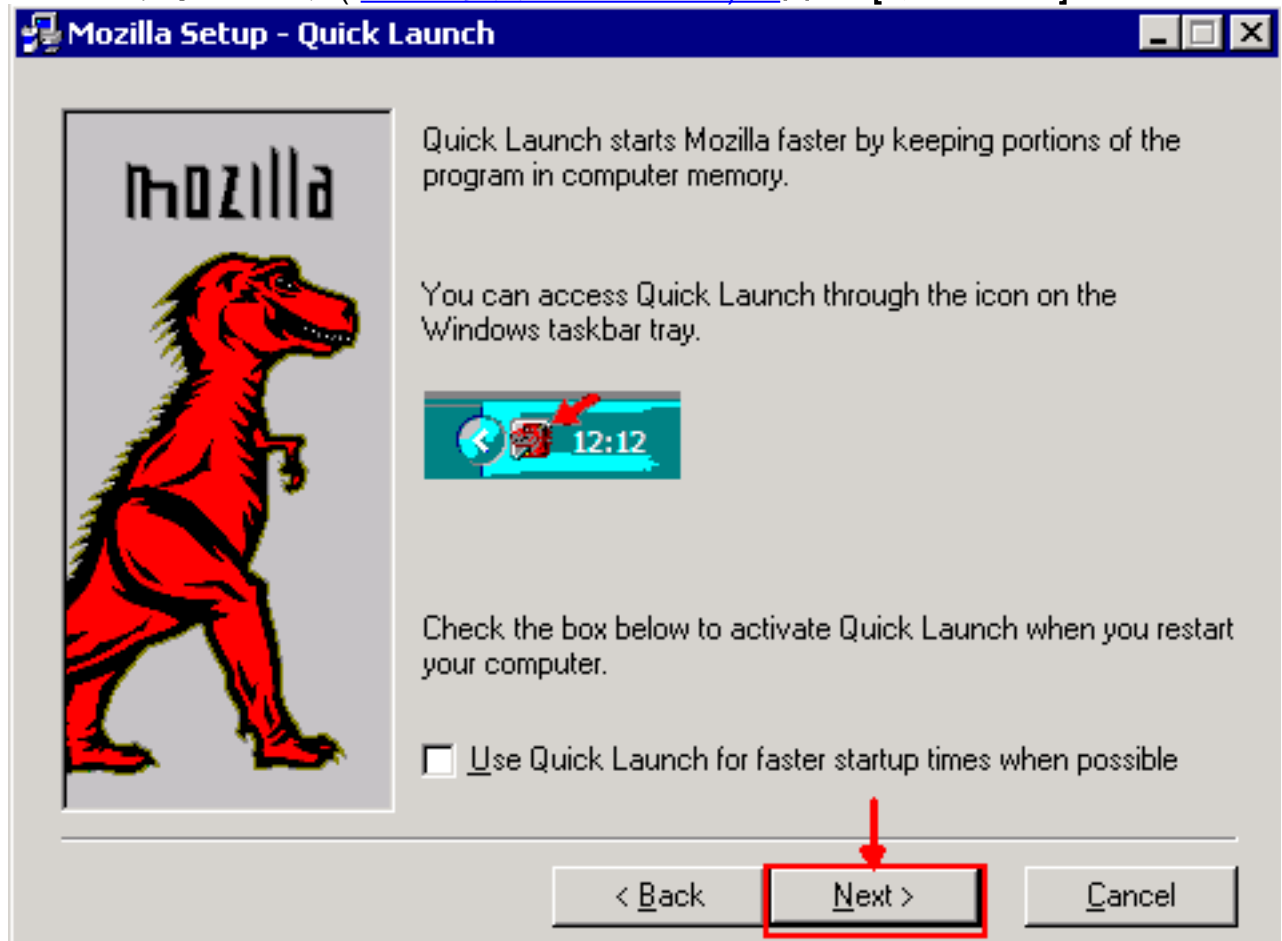 Mozilla Setup - Quick Launch
mozilla
Quick Launch starts Mozilla faster by keeping portions of the
program in computer memory.
You can access Quick Launch through the icon on the
Windows taskbar tray.
12:12
Check the box below to activate Quick Launch when you restart
your computer.
Use Quick Launch for faster startup times when possible
< Back
Next >
Cancel